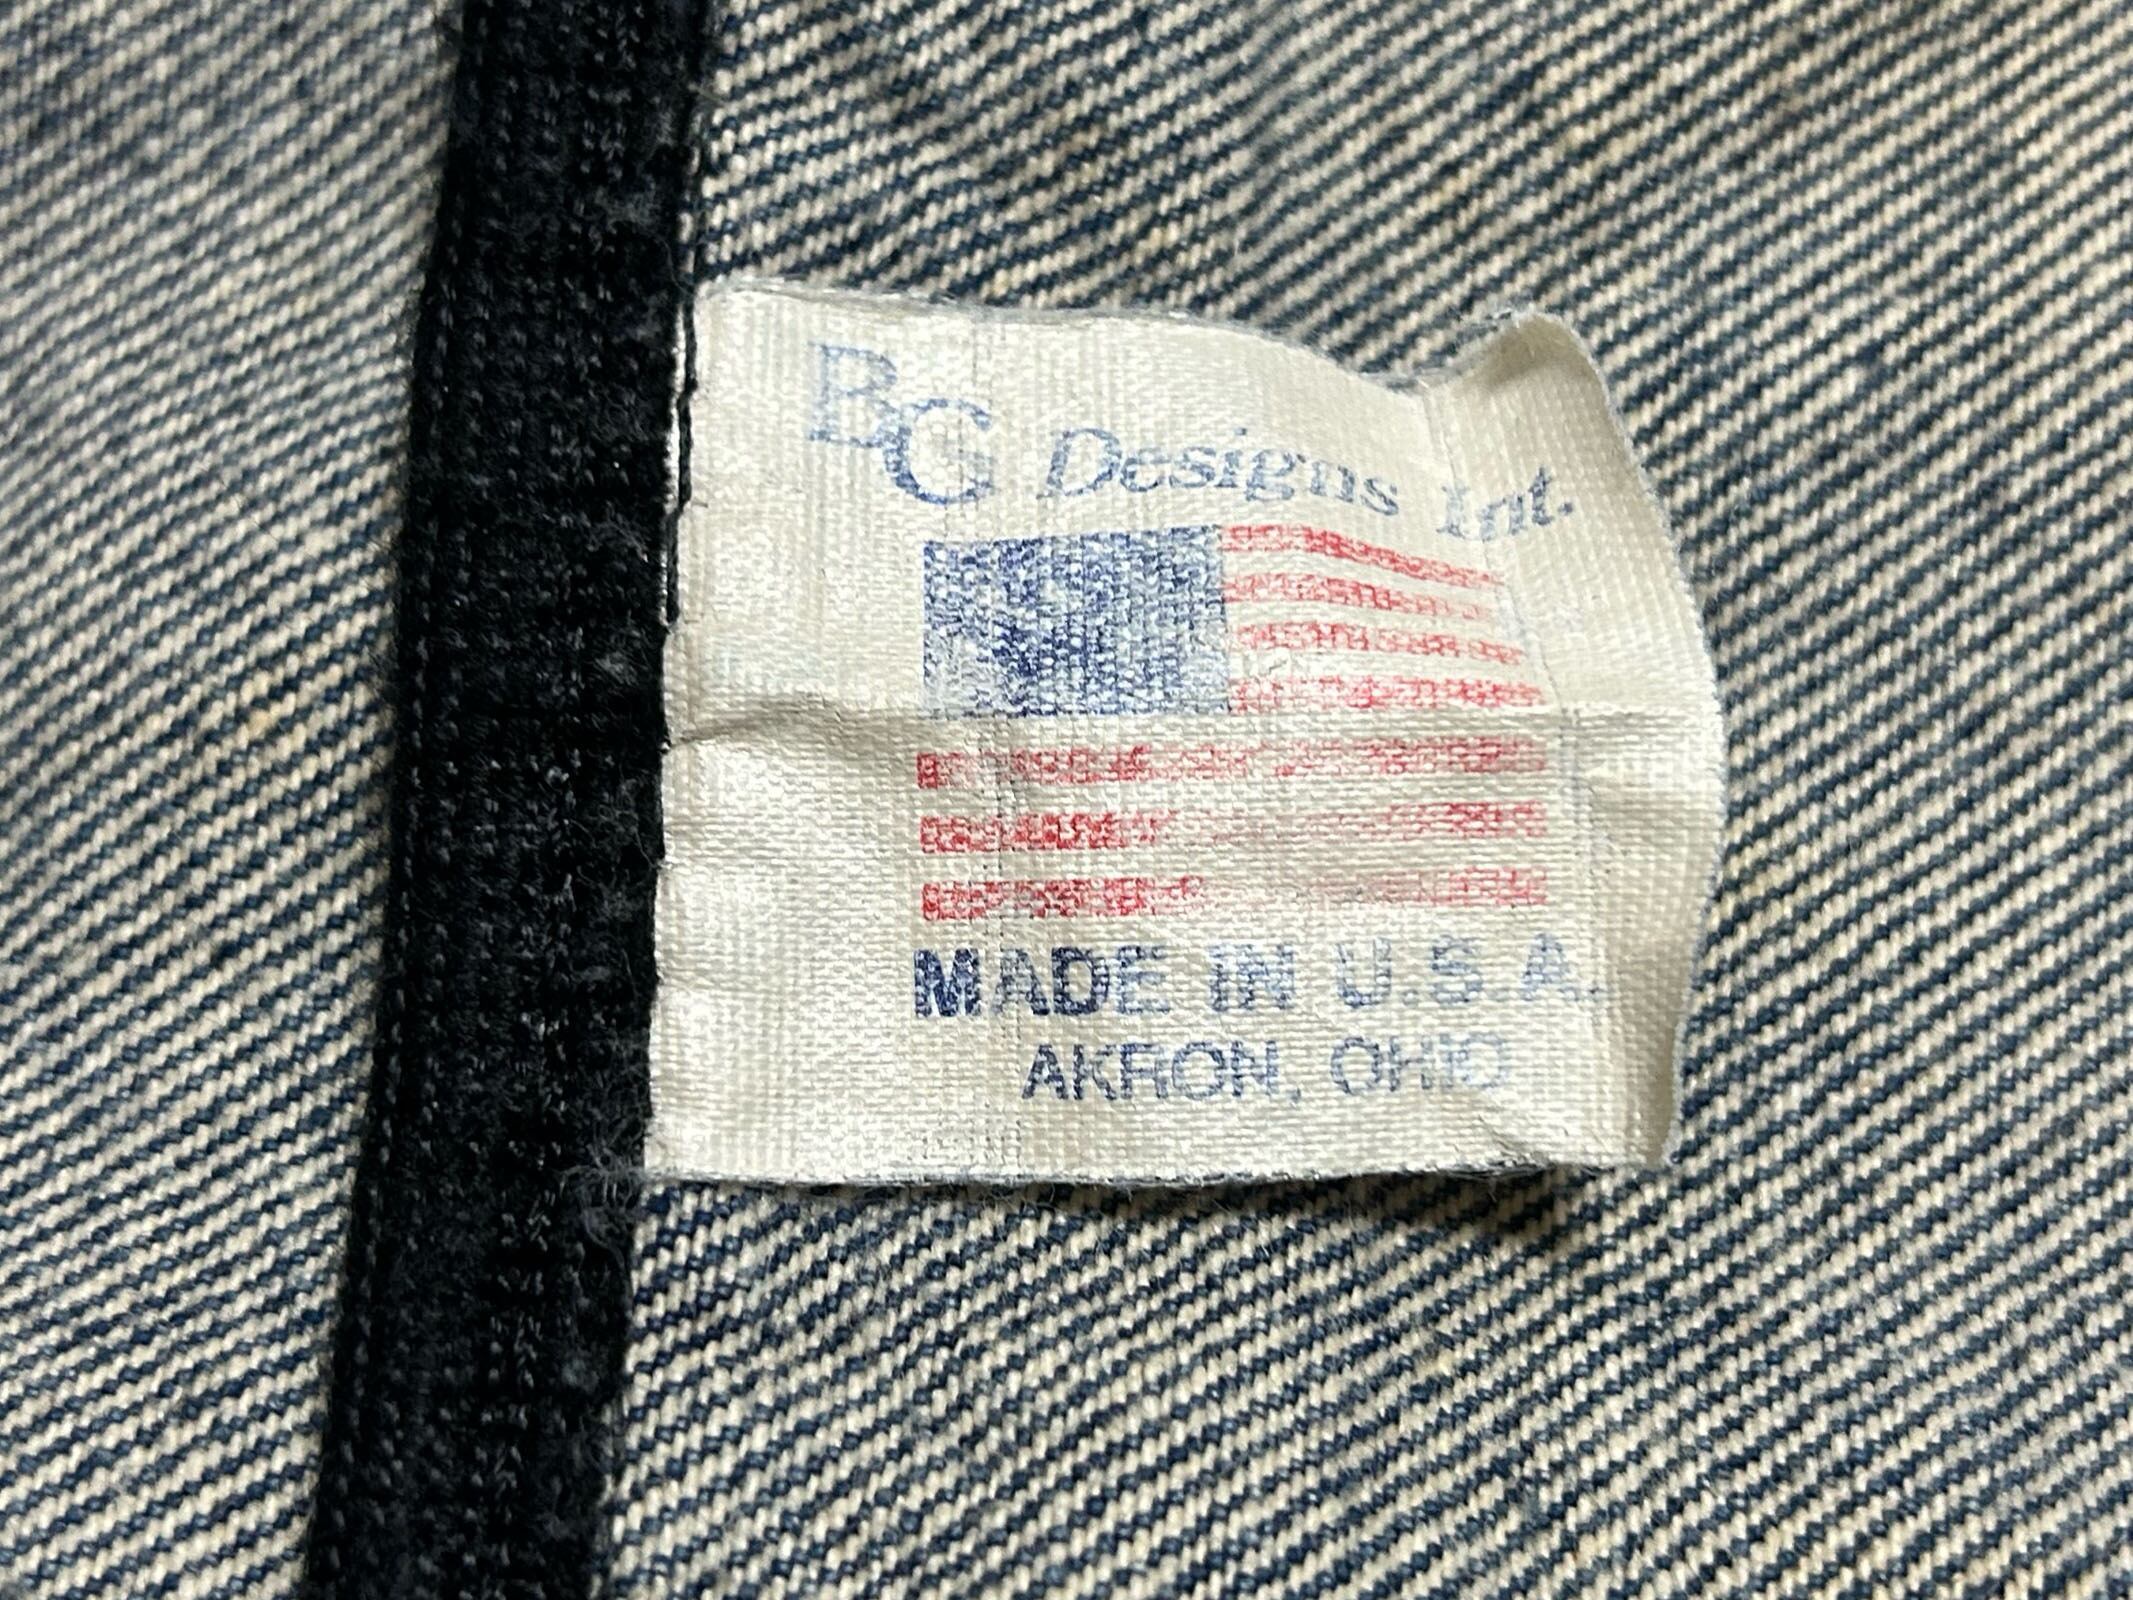 BG Designs Int.
MADE IN U.S.A.
AKRON, OHIO